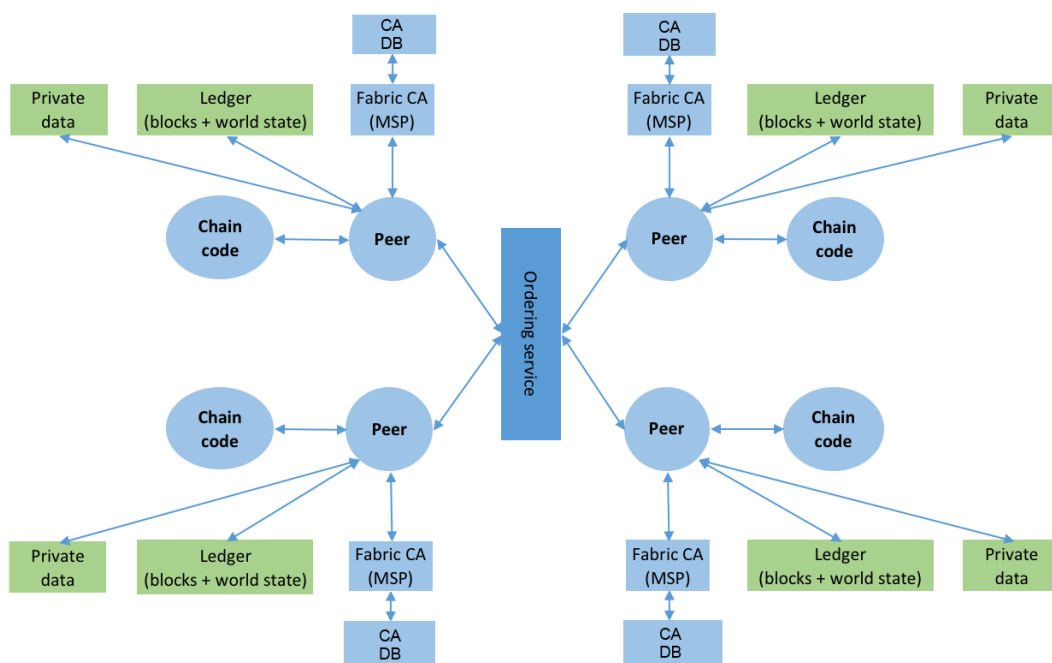 CA
DB
CA
DB
Private
data
Ledger
(blocks + world state)
Fabric CA
(MSP)
Fabric CA
(MSP)
Ledger
(blocks + world state)
Private
data
Chain
code
Peer
Peer
Chain
code
Ordering service
Chain
code
Peer
Peer
Chain
code
Private
data
Ledger
(blocks + world state)
Fabric CA
(MSP)
Fabric CA
(MSP)
Ledger
(blocks + world state)
Private
data
CA
DB
CA
DB